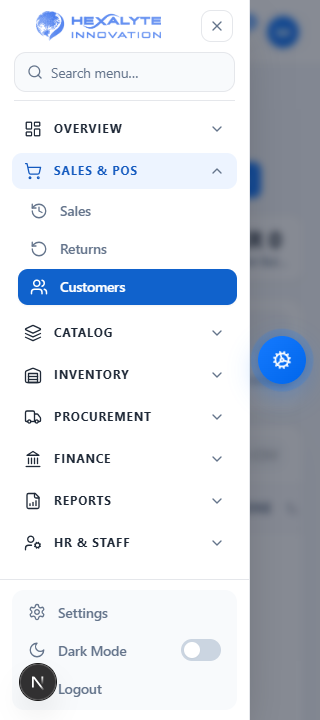 HEXALYTE
INNOVATION
Search menu...
OVERVIEW
SALES & POS
Sales
Returns
Customers
CATALOG
INVENTORY
PROCUREMENT
FINANCE
REPORTS
HR & STAFF
Settings
Dark Mode
N
Logout